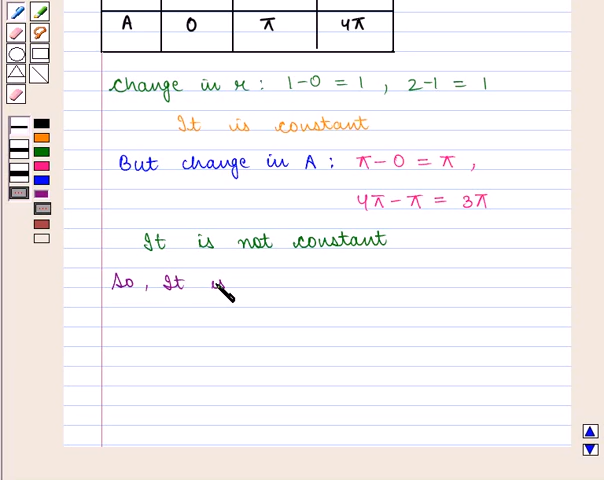 A 0 π 4π
Change in r : 1-0 = 1 , 2-1 = 1
It is constant
But change in A : π-0 = π ,
4π-π = 3π
It is not constant
So , It is